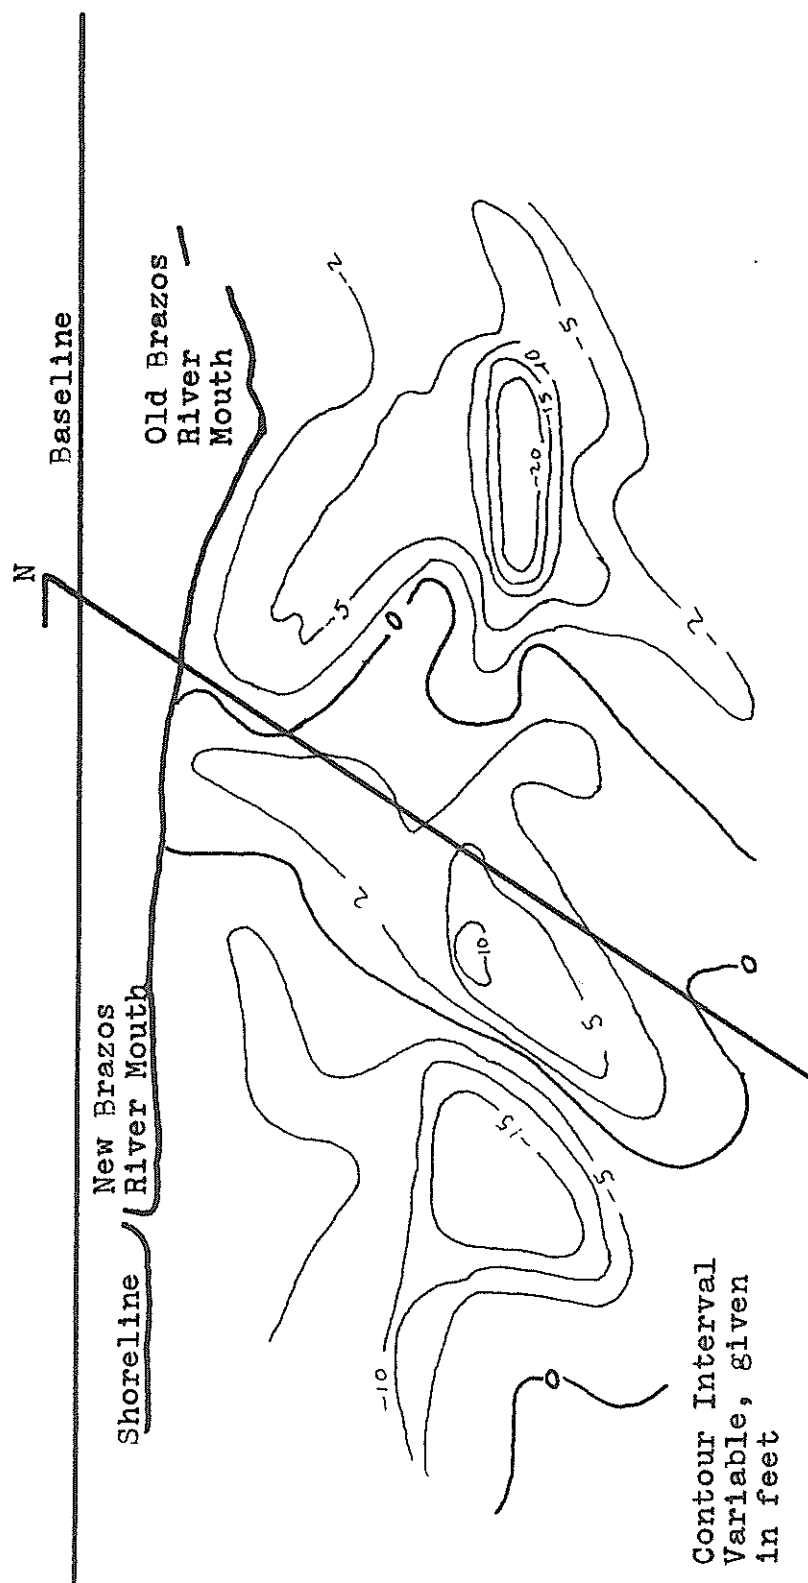 N
Baseline
Old Brazos
River
Mouth
New Brazos
River Mouth
Shoreline
-2
-5
-10
-15
-20
-5
0
-2
2
10
5
0
-15
-5
-10
0
Contour Interval
Variable, given
in feet